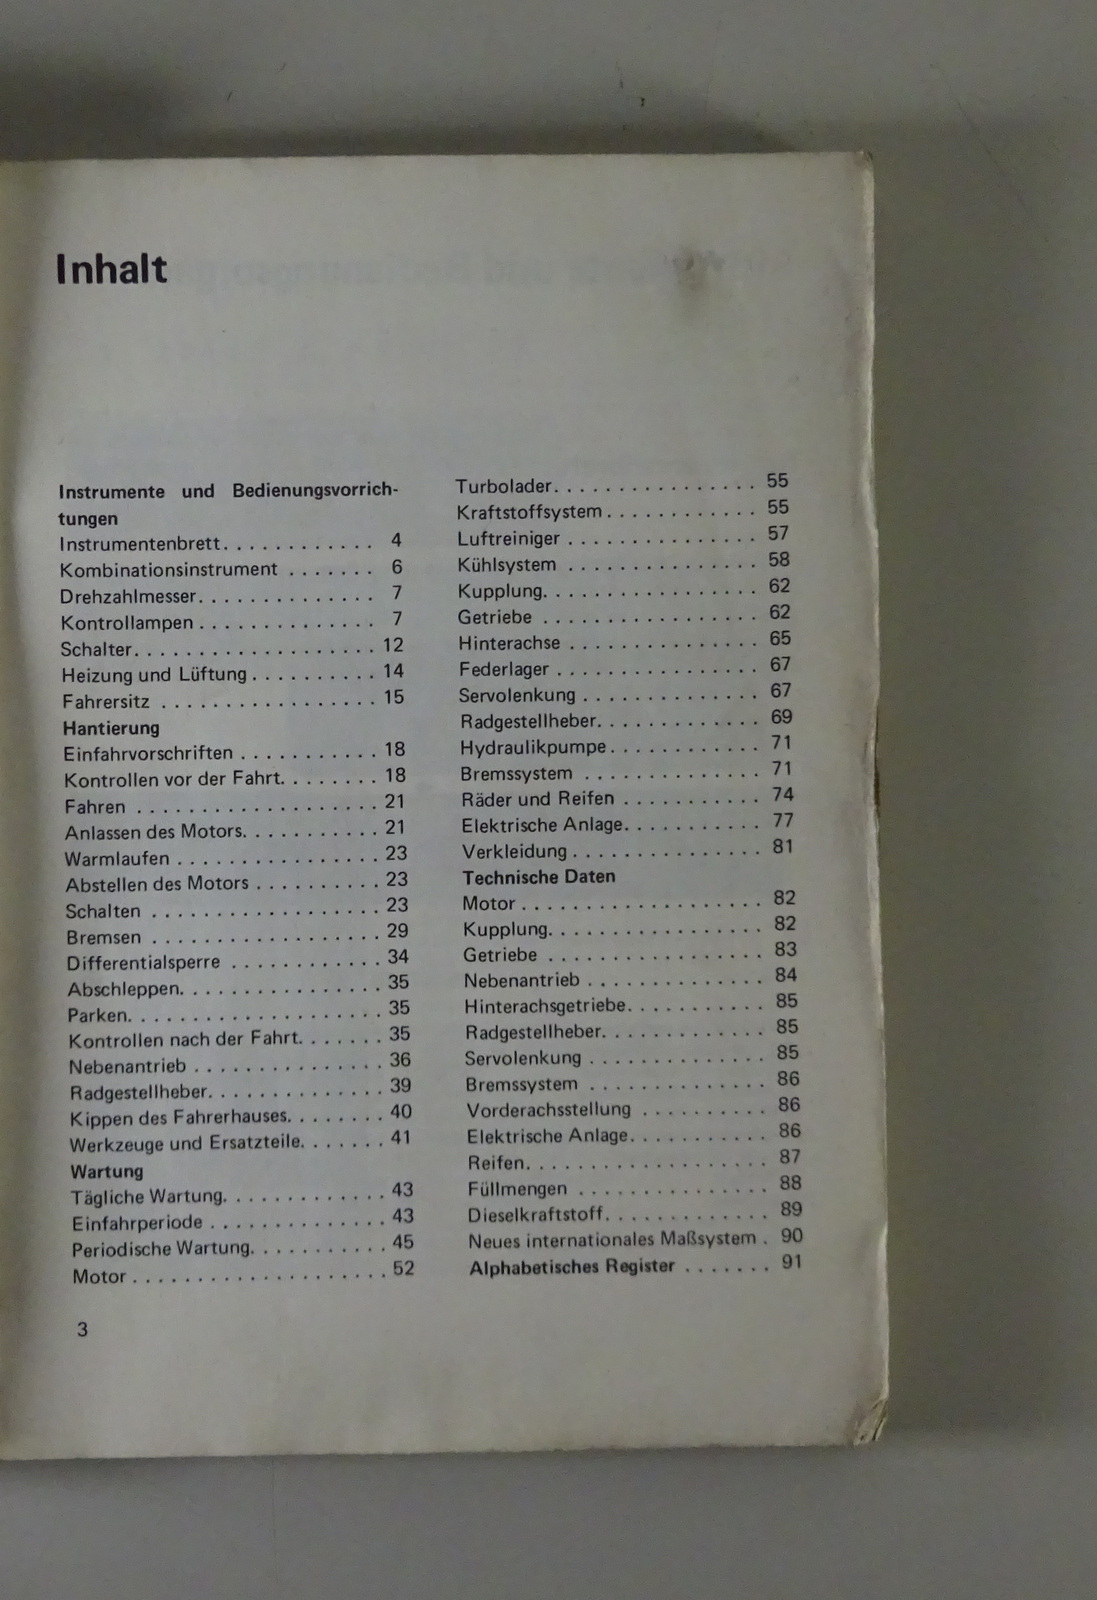 Inhalt
Instrumente und Bedienungsvorrich-
tungen
Instrumentenbrett. . . . . . . . . . . . 4
Kombinationsinstrument . . . . . . . 6
Drehzahlmesser. . . . . . . . . . . . . . 7
Kontrollampen . . . . . . . . . . . . . . 7
Schalter. . . . . . . . . . . . . . . . . . . 12
Heizung und Lüftung . . . . . . . . . . 14
Fahrersitz . . . . . . . . . . . . . . . . . 15
Hantierung
Einfahrvorschriften . . . . . . . . . . . 18
Kontrollen vor der Fahrt. . . . . . . . 18
Fahren . . . . . . . . . . . . . . . . . . . 21
Anlassen des Motors. . . . . . . . . . . 21
Warmlaufen . . . . . . . . . . . . . . . . 23
Abstellen des Motors . . . . . . . . . . 23
Schalten . . . . . . . . . . . . . . . . . . 23
Bremsen . . . . . . . . . . . . . . . . . . 29
Differentialsperre . . . . . . . . . . . . 34
Abschleppen. . . . . . . . . . . . . . . . 35
Parken. . . . . . . . . . . . . . . . . . . . 35
Kontrollen nach der Fahrt. . . . . . . 35
Nebenantrieb . . . . . . . . . . . . . . . 36
Radgestellheber. . . . . . . . . . . . . . 39
Kippen des Fahrerhauses. . . . . . . . 40
Werkzeuge und Ersatzteile. . . . . . . 41
Wartung
Tägliche Wartung. . . . . . . . . . . . . 43
Einfahrperiode . . . . . . . . . . . . . . 43
Periodische Wartung. . . . . . . . . . . 45
Motor . . . . . . . . . . . . . . . . . . . . 52
Turbolader. . . . . . . . . . . . . . . . 55
Kraftstoffsystem . . . . . . . . . . . . 55
Luftreiniger . . . . . . . . . . . . . . . 57
Kühlsystem . . . . . . . . . . . . . . . 58
Kupplung. . . . . . . . . . . . . . . . . 62
Getriebe . . . . . . . . . . . . . . . . . 62
Hinterachse . . . . . . . . . . . . . . . 65
Federlager . . . . . . . . . . . . . . . . 67
Servolenkung . . . . . . . . . . . . . . 67
Radgestellheber. . . . . . . . . . . . . 69
Hydraulikpumpe. . . . . . . . . . . . 71
Bremssystem . . . . . . . . . . . . . . 71
Räder und Reifen . . . . . . . . . . . 74
Elektrische Anlage. . . . . . . . . . . 77
Verkleidung . . . . . . . . . . . . . . . 81
Technische Daten
Motor . . . . . . . . . . . . . . . . . . . 82
Kupplung. . . . . . . . . . . . . . . . . 82
Getriebe . . . . . . . . . . . . . . . . . 83
Nebenantrieb . . . . . . . . . . . . . . 84
Hinterachsgetriebe. . . . . . . . . . . 85
Radgestellheber. . . . . . . . . . . . . 85
Servolenkung . . . . . . . . . . . . . . 85
Bremssystem . . . . . . . . . . . . . . 86
Vorderachsstellung . . . . . . . . . . 86
Elektrische Anlage. . . . . . . . . . . 86
Reifen. . . . . . . . . . . . . . . . . . . 87
Füllmengen . . . . . . . . . . . . . . . 88
Dieselkraftstoff. . . . . . . . . . . . . 89
Neues internationales Maßsystem . 90
Alphabetisches Register . . . . . . . 91
3